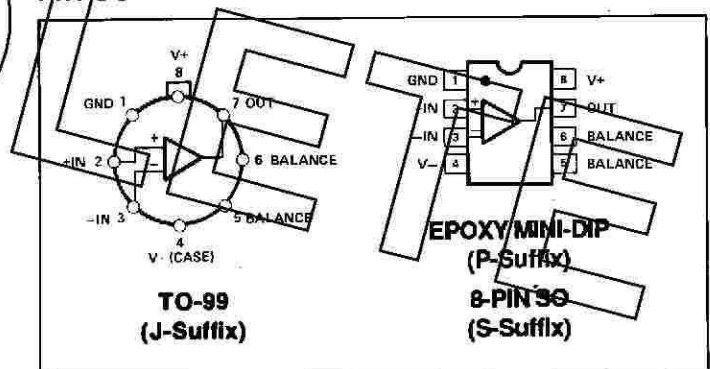 V+
8
GND 1
7 OUT
+IN 2
6 BALANCE
-IN 3
5 BALANCE
4
V- (CASE)
+
-
TO-99
(J-Suffix)
GND 1
8 V+
+IN 2
7 OUT
-IN 3
6 BALANCE
V- 4
5 BALANCE
+
-
EPOXY MINI-DIP
(P-Suffix)
8-PIN SO
(S-Suffix)